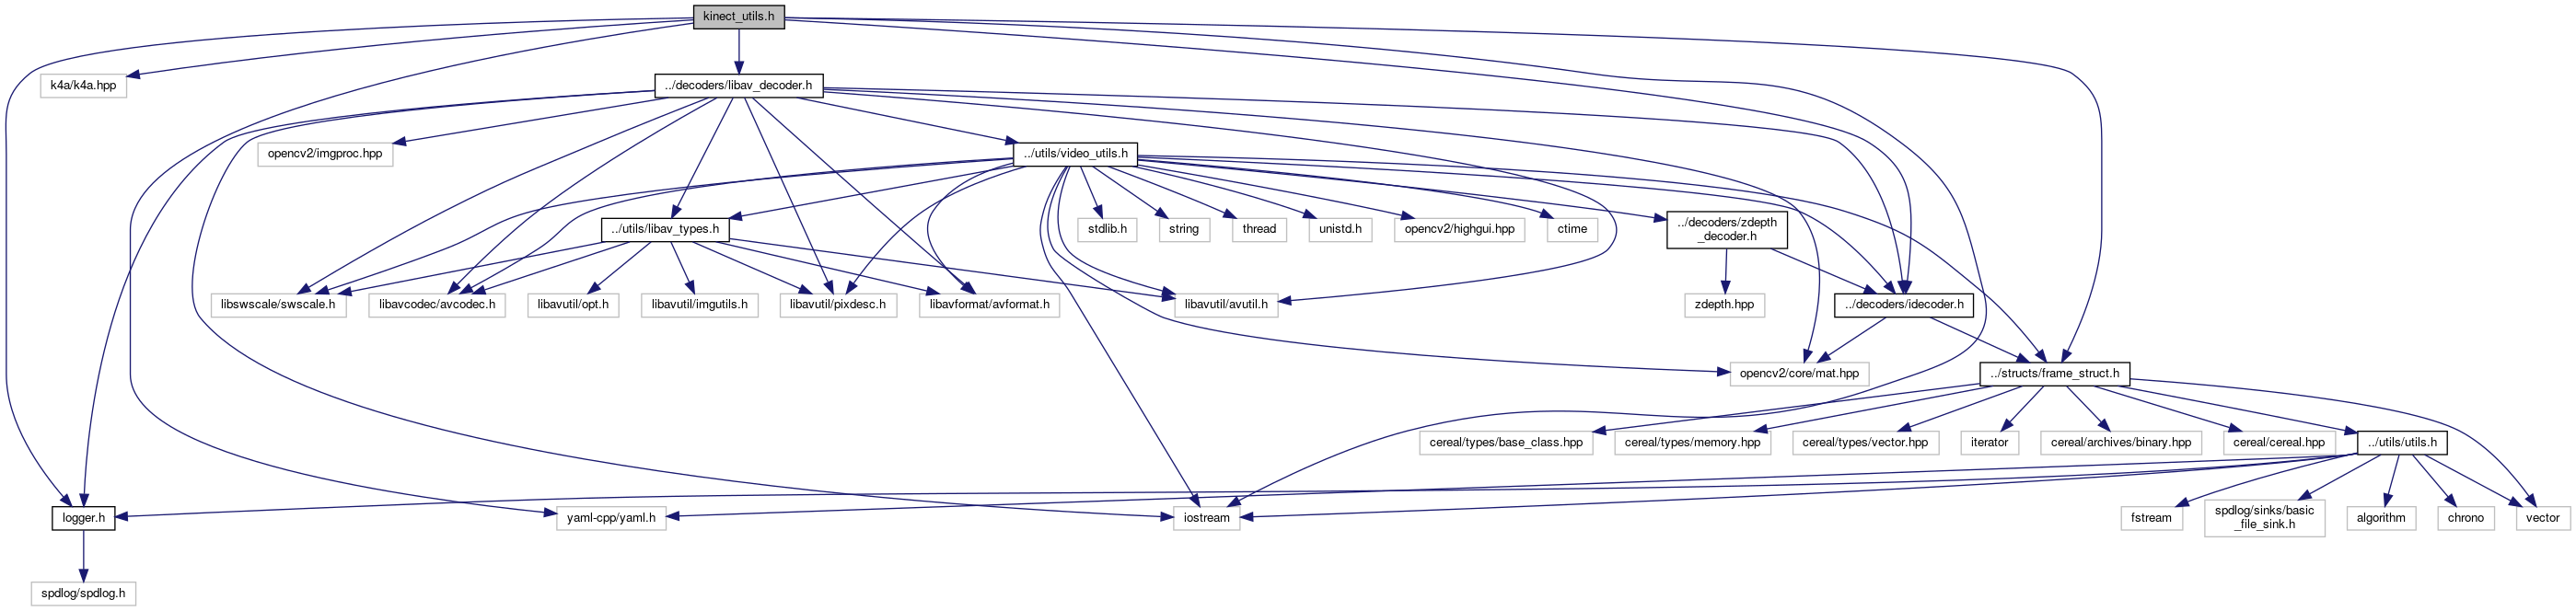 kinect_utils.h
k4a/k4a.hpp
../decoders/libav_decoder.h
opencv2/imgproc.hpp
../utils/video_utils.h
../utils/libav_types.h
stdlib.h
string
thread
unistd.h
opencv2/highgui.hpp
ctime
../decoders/zdepth
_decoder.h
libswscale/swscale.h
libavcodec/avcodec.h
libavutil/opt.h
libavutil/imgutils.h
libavutil/pixdesc.h
libavformat/avformat.h
libavutil/avutil.h
zdepth.hpp
../decoders/idecoder.h
opencv2/core/mat.hpp
../structs/frame_struct.h
cereal/types/base_class.hpp
cereal/types/memory.hpp
cereal/types/vector.hpp
iterator
cereal/archives/binary.hpp
cereal/cereal.hpp
../utils/utils.h
logger.h
yaml-cpp/yaml.h
iostream
fstream
spdlog/sinks/basic
_file_sink.h
algorithm
chrono
vector
spdlog/spdlog.h